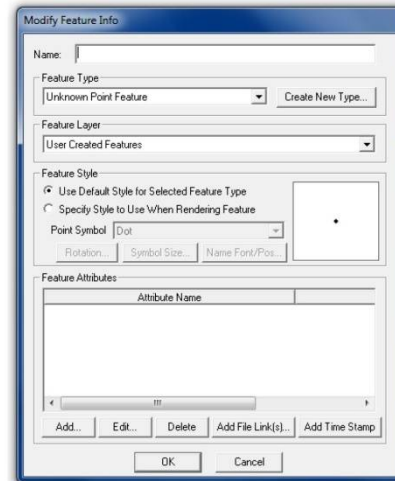 Modify Feature Info
Name:
Feature Type
Unknown Point Feature
Create New Type...
Feature Layer
User Created Features
Feature Style
Use Default Style for Selected Feature Type
Specify Style to Use When Rendering Feature
Point Symbol Dot
Rotation... Symbol Size... Name Font/Pos...
Feature Attributes
Attribute Name
Add... Edit... Delete Add File Link(s)... Add Time Stamp
OK Cancel